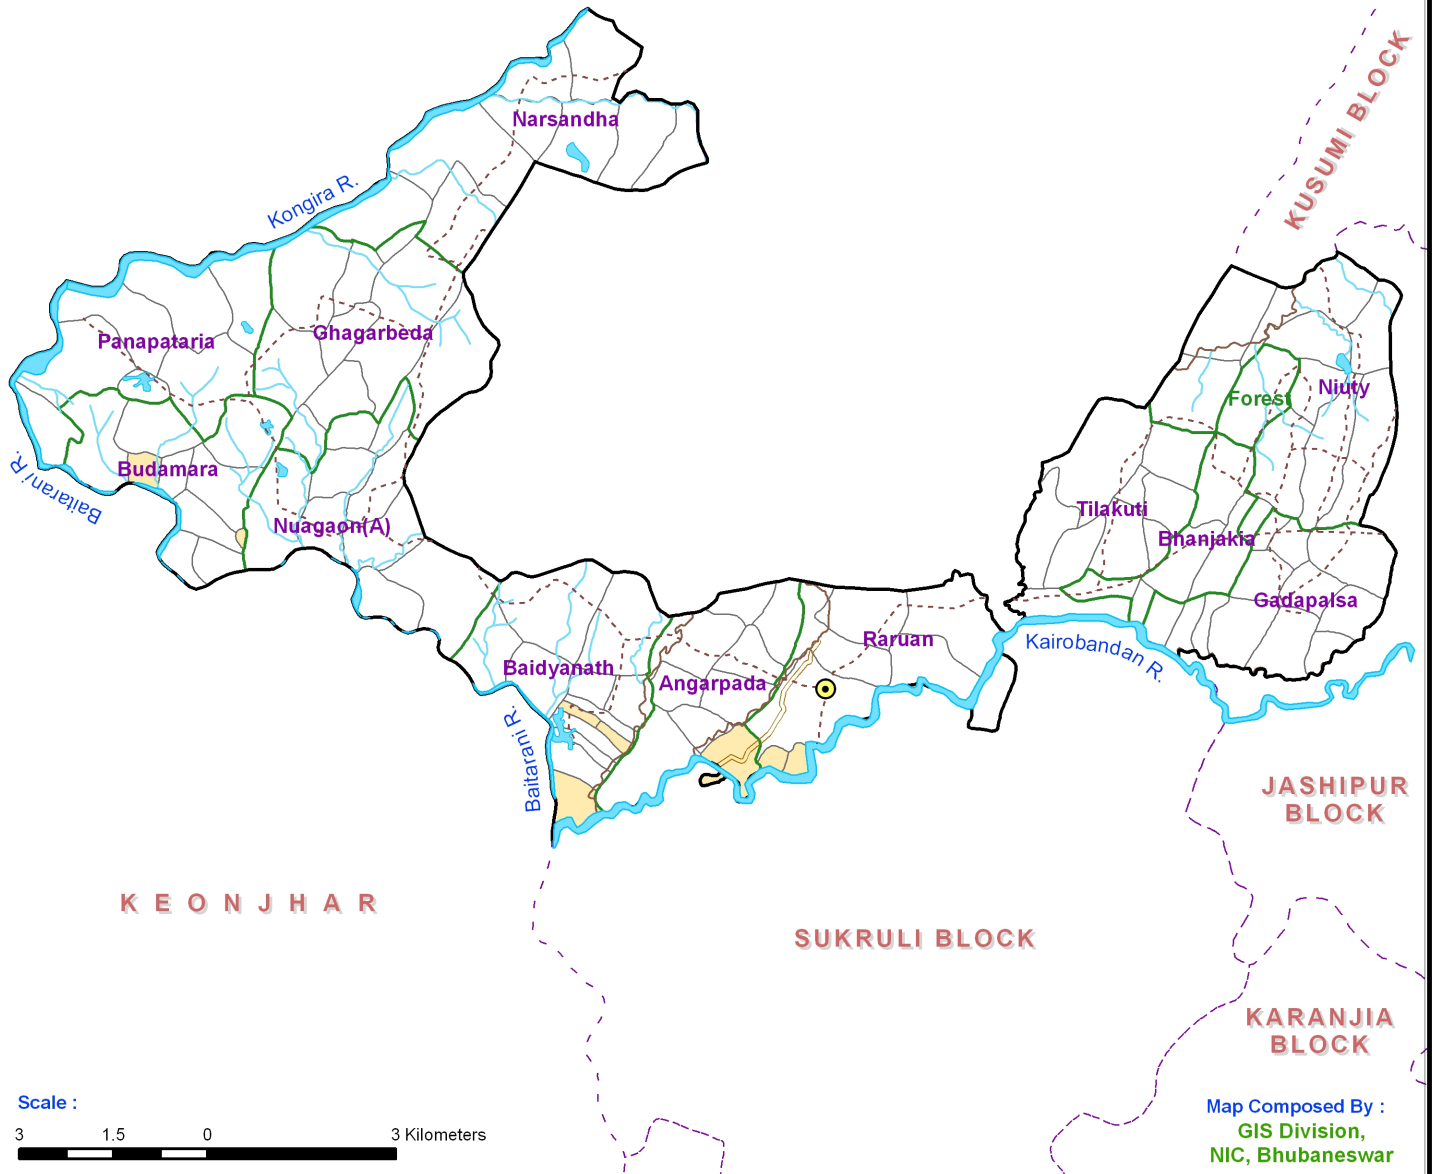 KUSUMI BLOCK
Narsandha
Kongira R.
Panapataria
Ghagarbeda
Niuty
Forest
Budamara
Baitarani R.
Nuagaon(A)
Tilakuti
Bhanjakia
Gadapalsa
Raruan
Kairobandan R.
Baidyanath
Angarpada
Baitarani R.
JASHIPUR
BLOCK
KEONJHAR
SUKRULI BLOCK
KARANJIA
BLOCK
Scale :
3 1.5 0 3 Kilometers
Map Composed By :
GIS Division,
NIC, Bhubaneswar